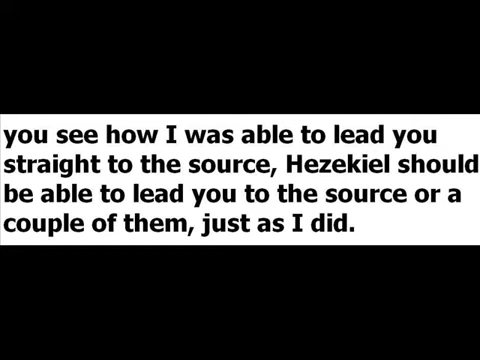 you see how I was able to lead you
straight to the source, Hezekiel should
be able to lead you to the source or a
couple of them, just as I did.